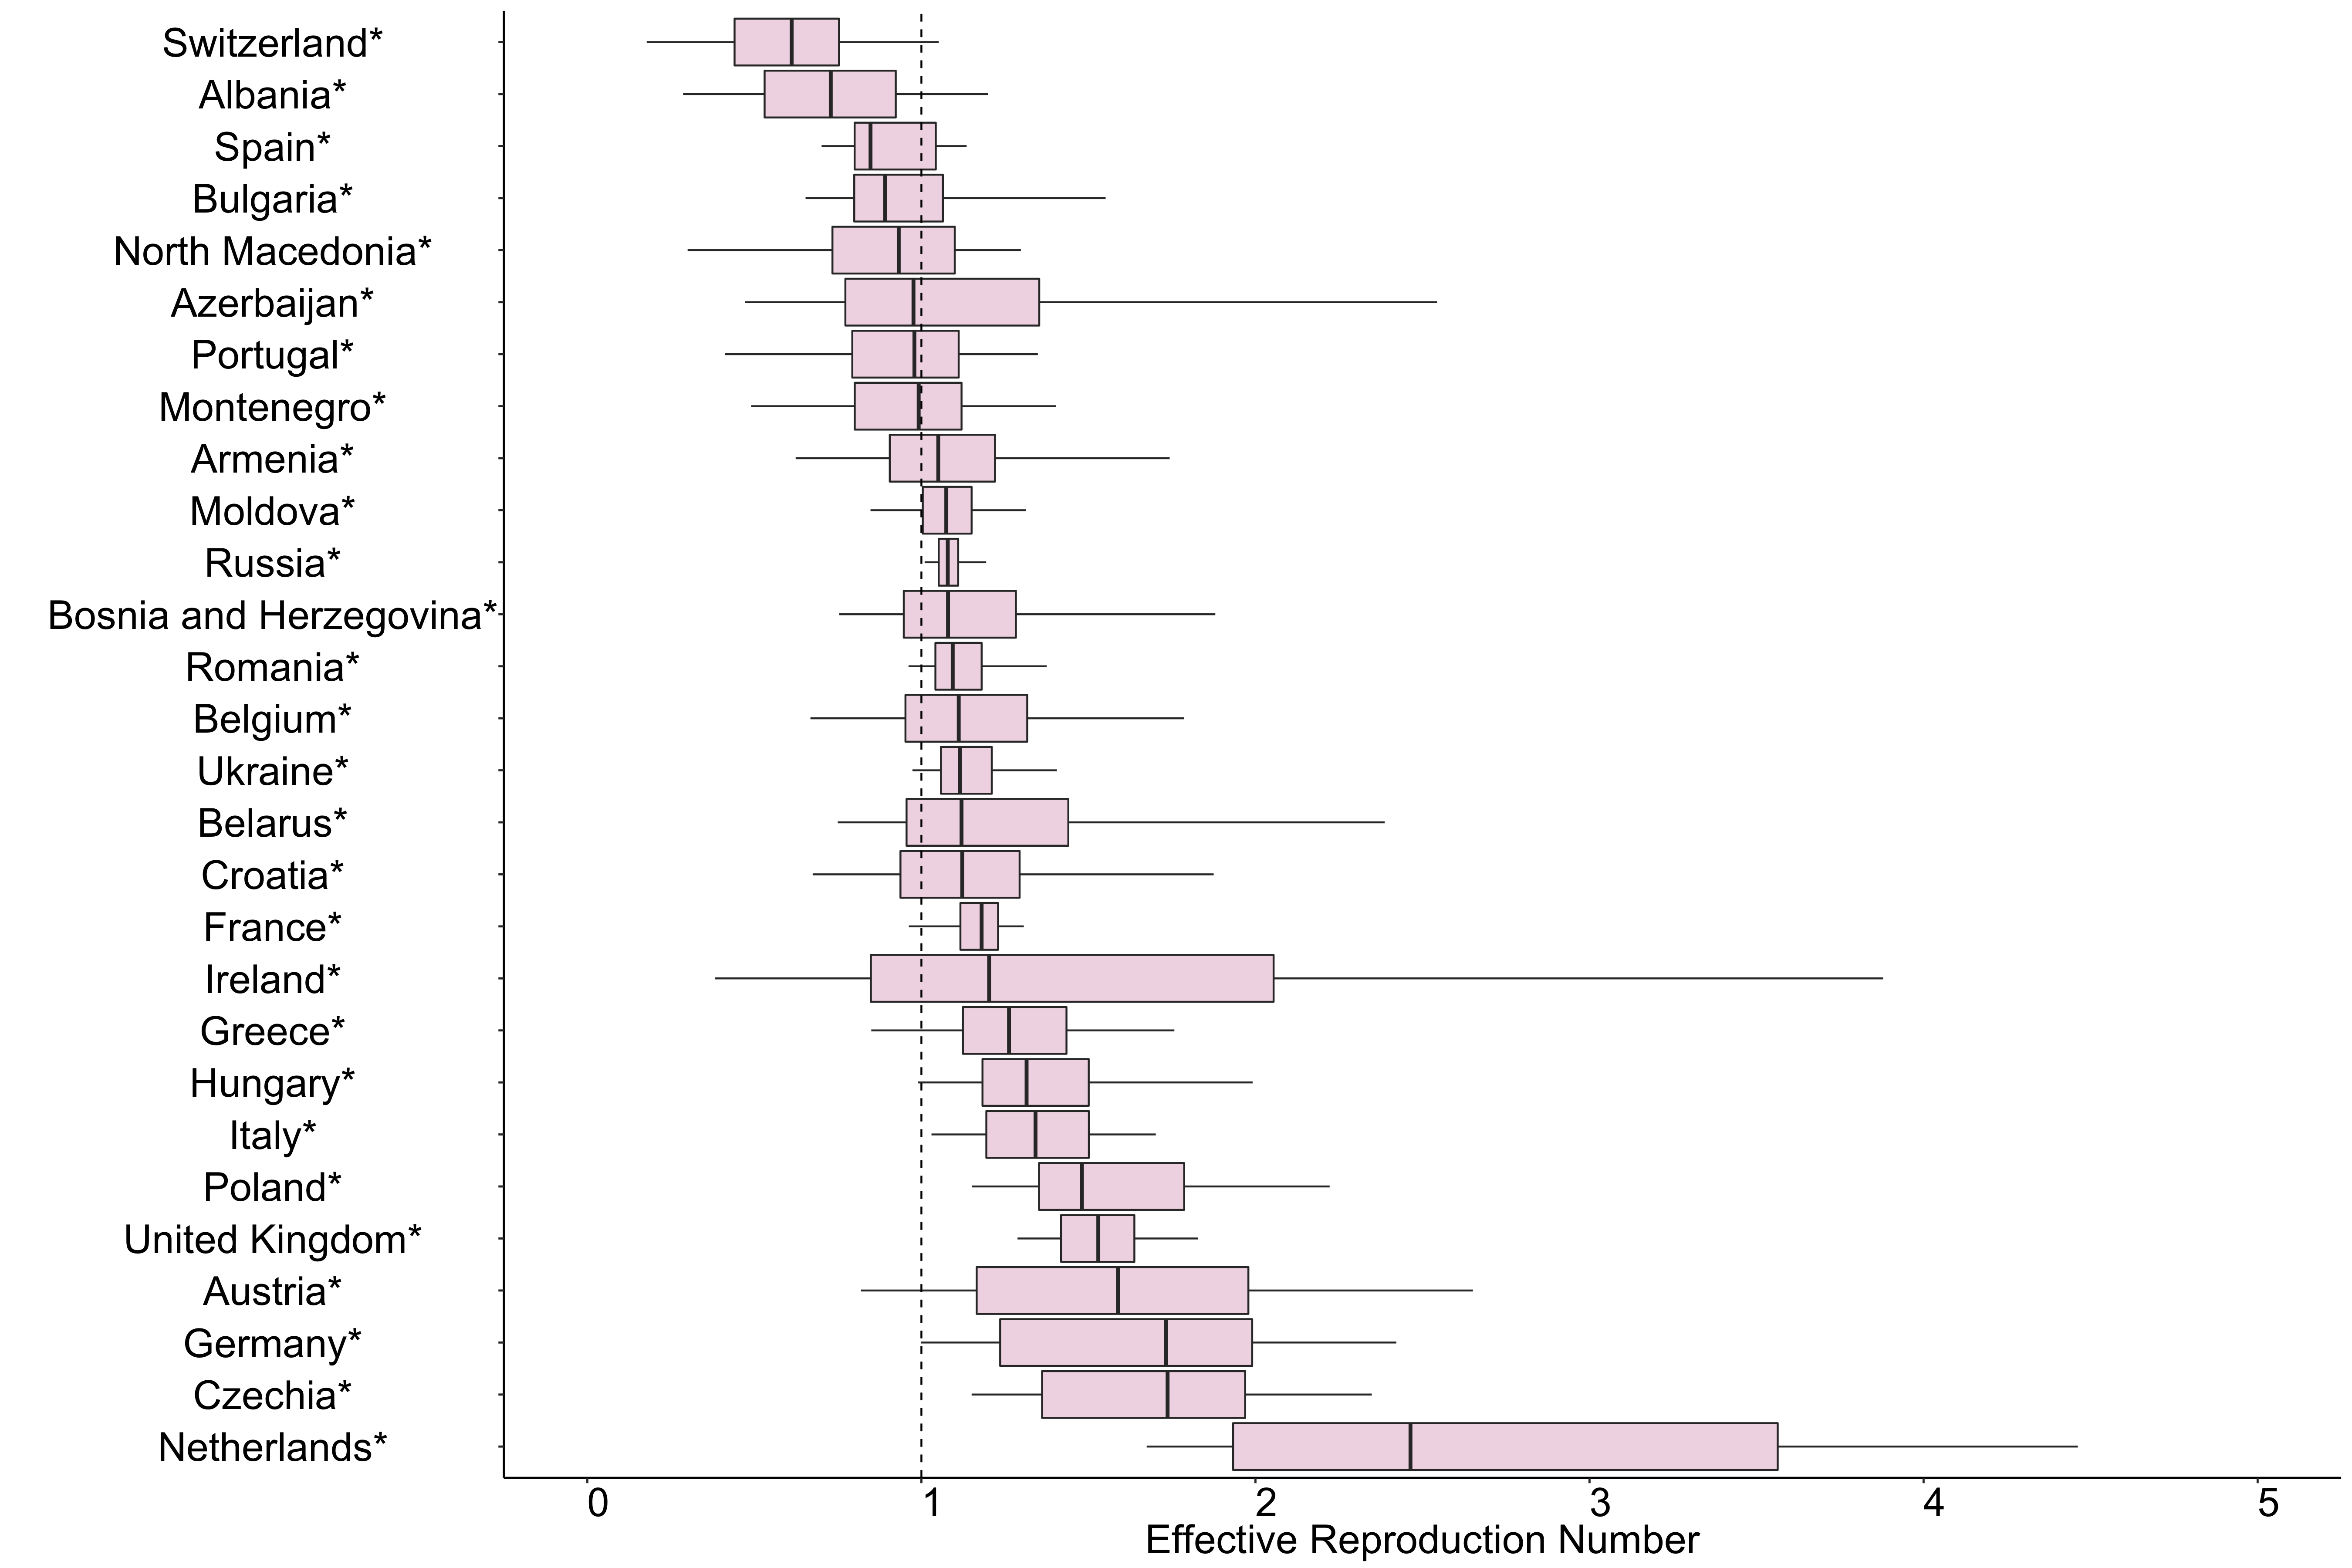 Switzerland*
Albania*
Spain*
Bulgaria*
North Macedonia*
Azerbaijan*
Portugal*
Montenegro*
Armenia*
Moldova*
Russia*
Bosnia and Herzegovina*
Romania*
Belgium*
Ukraine*
Belarus*
Croatia*
France*
Ireland*
Greece*
Hungary*
Italy*
Poland*
United Kingdom*
Austria*
Germany*
Czechia*
Netherlands*
0 1 2 3 4 5
Effective Reproduction Number